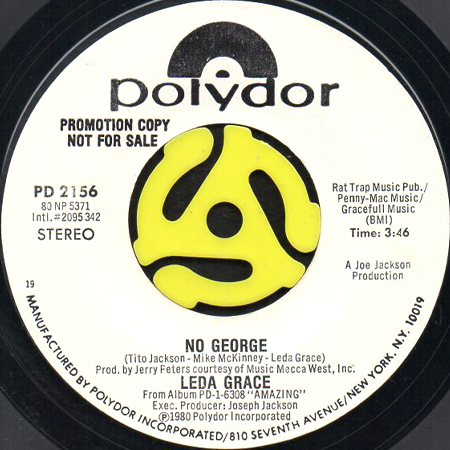 polydor
PROMOTION COPY
NOT FOR SALE
PD 2156
80 NP 5371
Intl.#2095 342
STEREO
Rat Trap Music Pub./
Penny-Mac Music/
Gracefull Music
(BMI)
Time: 3:46
A Joe Jackson
Production
19
NO GEORGE
(Tito Jackson - Mike McKinney - Leda Grace)
Prod. by Jerry Peters courtesy of Music Mecca West, Inc.
LEDA GRACE
From Album PD-1-6308 "AMAZING"
Exec. Producer: Joseph Jackson
Ⓟ1980 Polydor Incorporated
MANUFACTURED BY POLYDOR INCORPORATED/810 SEVENTH AVENUE/NEW YORK, N.Y. 10019